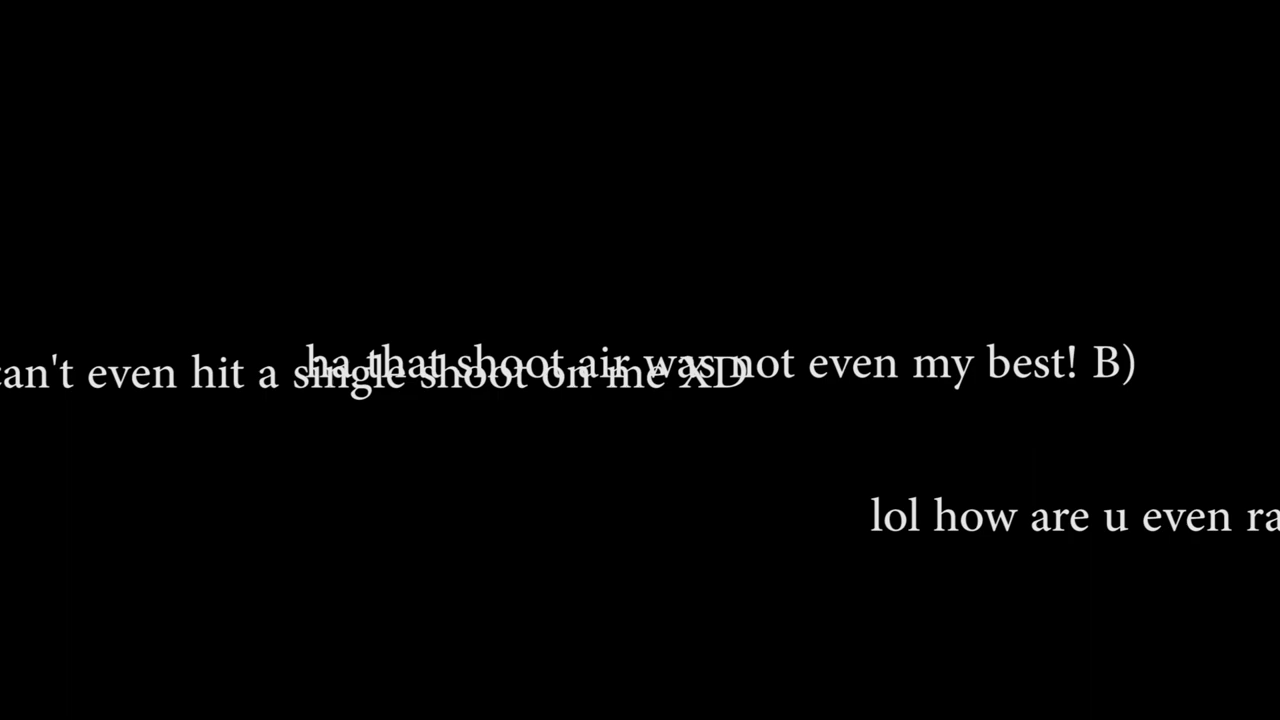 ha that shoot air was not even my best! B)
can't even hit a single shoot on me XD
lol how are u even ra